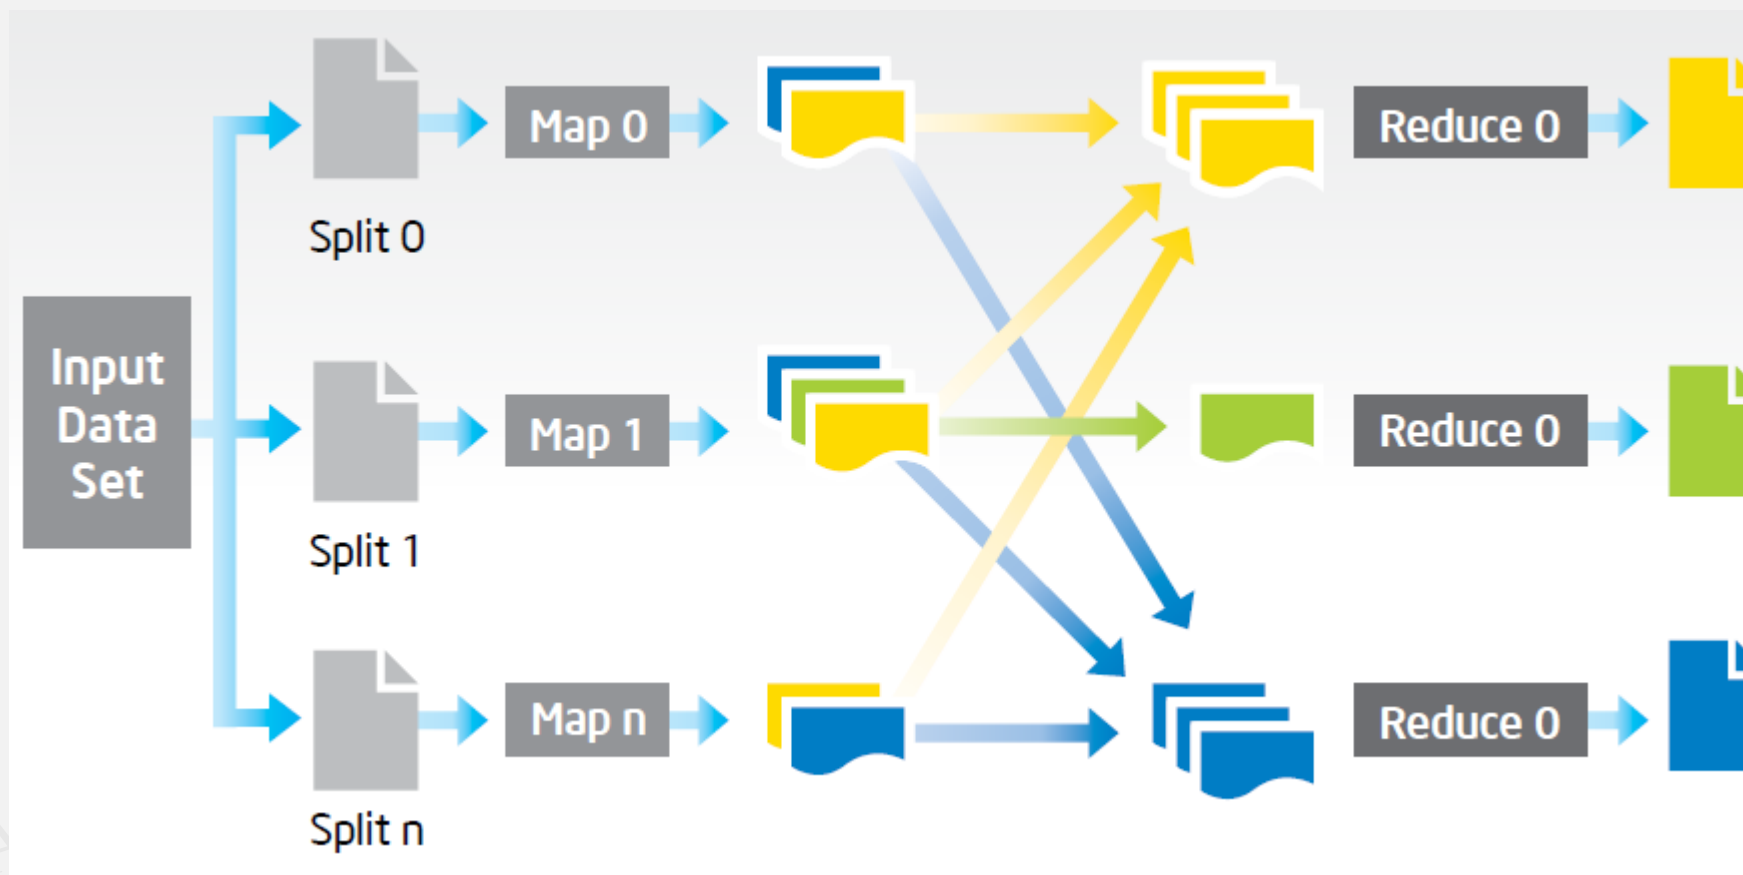 Map 0
Reduce 0
Split 0
Input
Data
Set
Map 1
Reduce 0
Split 1
Map n
Reduce 0
Split n